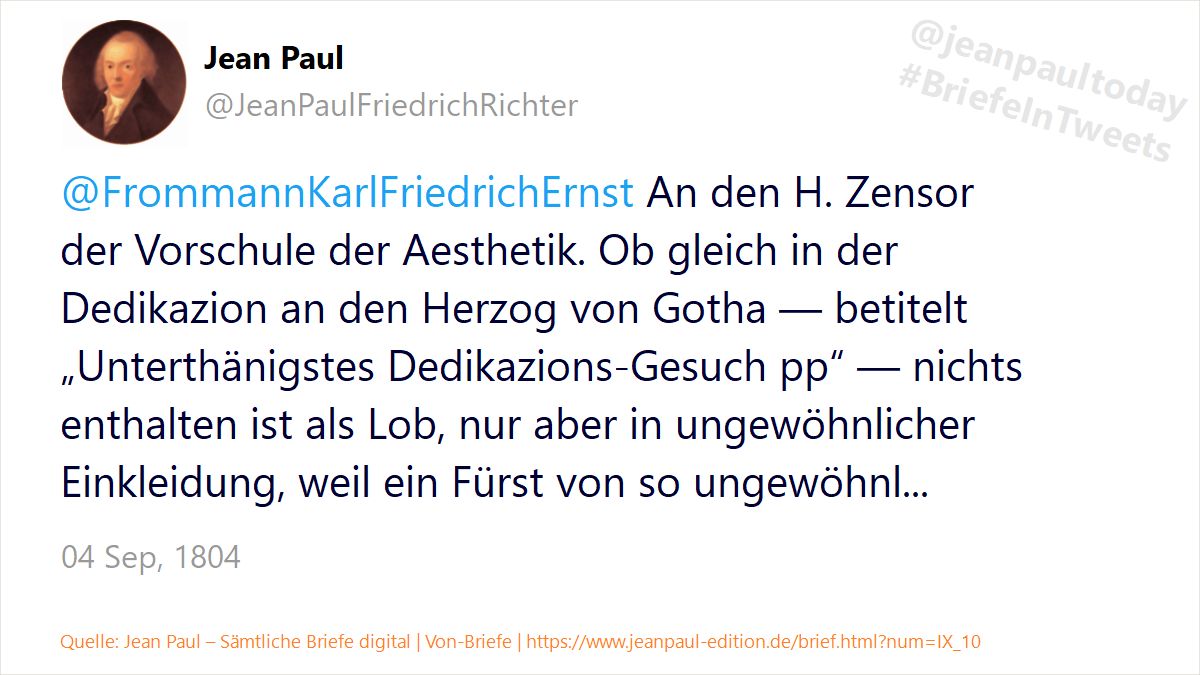 Jean Paul
@JeanPaulFriedrichRichter
@jeanpaultoday
#BriefeInTweets
@FrommannKarlFriedrichErnst An den H. Zensor
der Vorschule der Aesthetik. Ob gleich in der
Dedikazion an den Herzog von Gotha — betitelt
„Unterthänigstes Dedikazions-Gesuch pp“ — nichts
enthalten ist als Lob, nur aber in ungewöhnlicher
Einkleidung, weil ein Fürst von so ungewöhnl...
04 Sep, 1804
Quelle: Jean Paul – Sämtliche Briefe digital | Von-Briefe | https://www.jeanpaul-edition.de/brief.html?num=IX_10